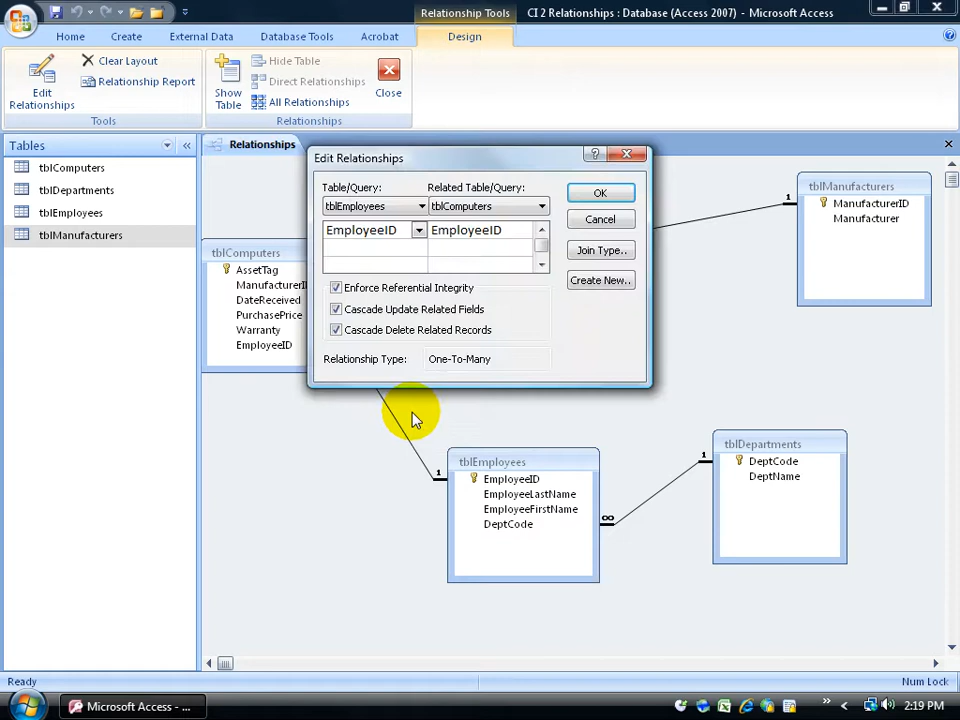 Relationship Tools
CI 2 Relationships : Database (Access 2007) - Microsoft Access
Home
Create
External Data
Database Tools
Acrobat
Design
Edit
Relationships
Clear Layout
Relationship Report
Tools
Show
Table
Hide Table
Direct Relationships
All Relationships
Close
Relationships
Tables
tblComputers
tblDepartments
tblEmployees
tblManufacturers
Relationships
Edit Relationships
Table/Query:
Related Table/Query:
tblEmployees
tblComputers
EmployeeID
EmployeeID
OK
Cancel
Join Type..
Create New..
Enforce Referential Integrity
Cascade Update Related Fields
Cascade Delete Related Records
Relationship Type:
One-To-Many
tblComputers
AssetTag
ManufacturerI
DateReceived
PurchasePrice
Warranty
EmployeeID
tblManufacturers
ManufacturerID
Manufacturer
1
1
tblEmployees
EmployeeID
EmployeeLastName
EmployeeFirstName
DeptCode
∞
1
tblDepartments
DeptCode
DeptName
Ready
Num Lock
Microsoft Access - ...
2:19 PM